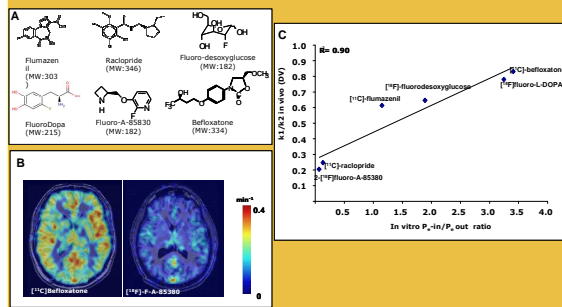 A
Flumazen
il
(MW:303
Raclopride
(MW:346)
Fluoro-desoxyglucose
(MW:182)
FluoroDopa
(MW:215)
Fluoro-A-85830
(MW:182)
Befloxatone
(MW:334)
B
min⁻¹
0.4
0
[¹¹C]Befloxatone
[¹⁸F]-F-A-85380
C
R= 0.90
k1/k2 in vivo (DV)
1.0
0.9
0.8
0.7
0.6
0.5
0.4
0.3
0.2
0.1
[¹¹C]-befloxatone
[¹⁸F]fluoro-L-DOPA
[¹⁸F]-fluorodesoxyglucose
[¹¹C]-flumazenil
[¹¹C]-raclopride
2-[¹⁸F]fluoro-A-85380
0.5 1.0 1.5 2.0 2.5 3.0 3.5 4.0
In vitro Pₑ-in/Pₑ out ratio